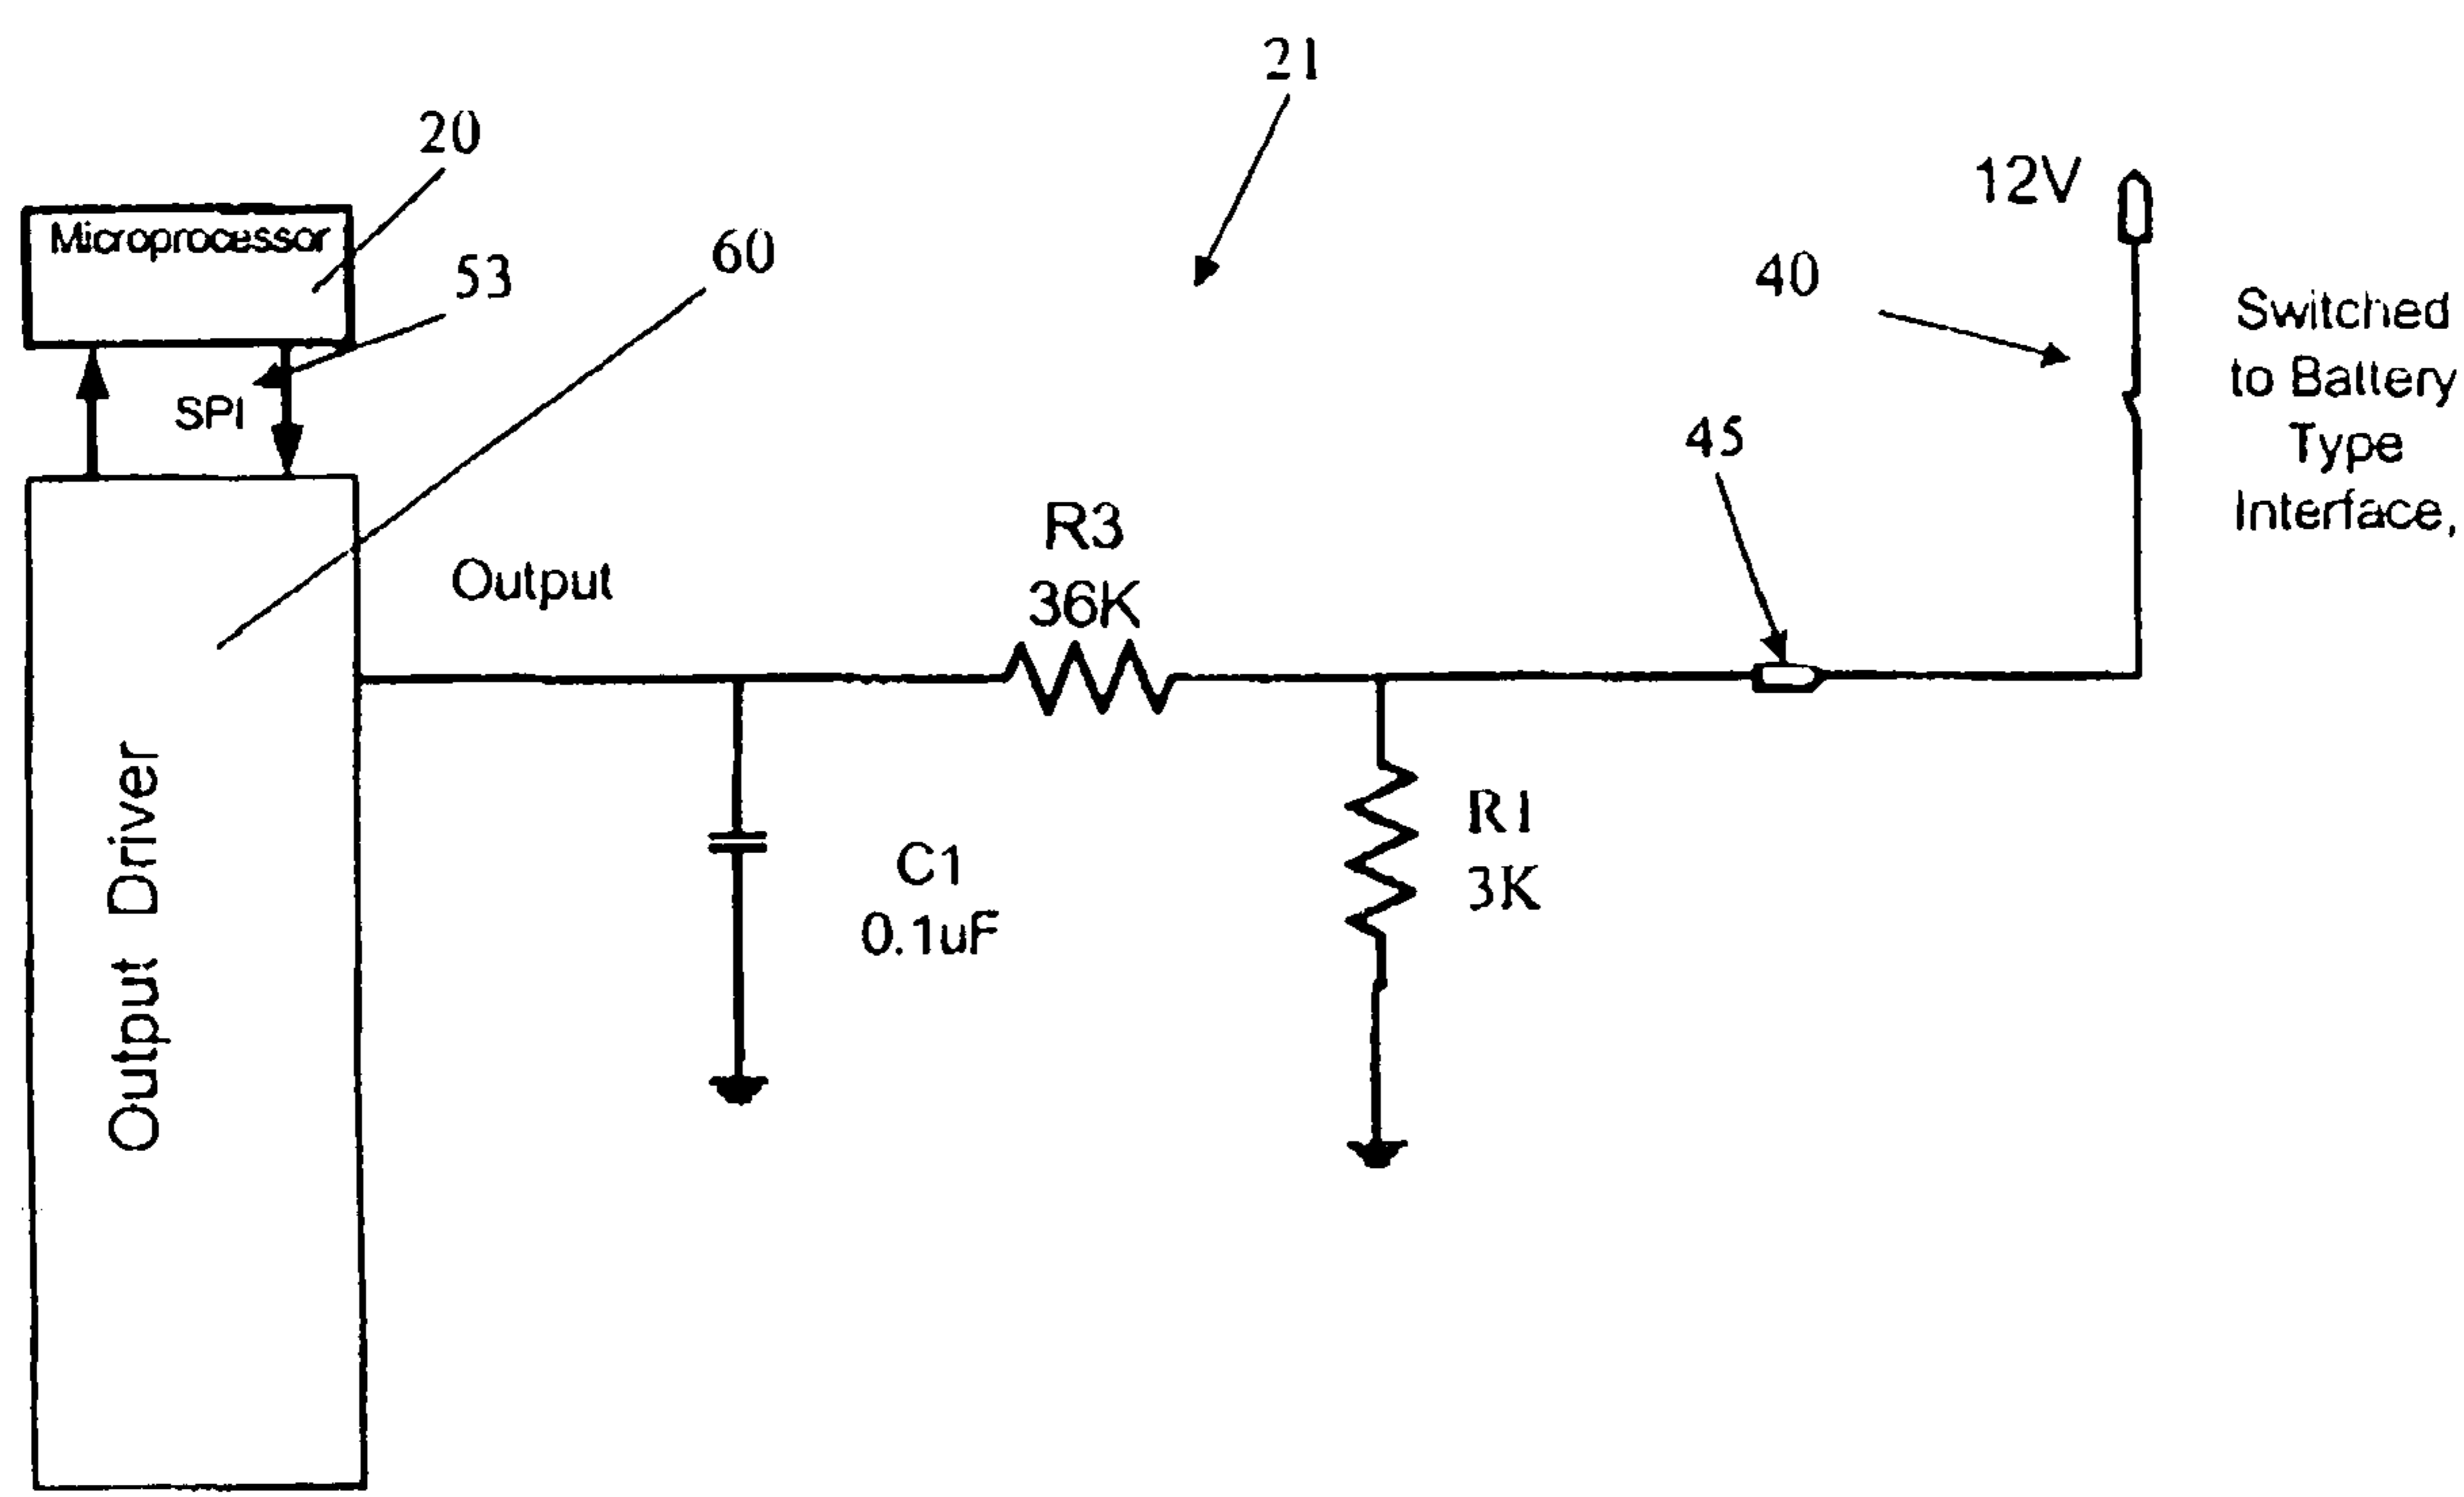 21
20
12V
Microprocessor
60
53
40
Switched
to Battery
Type
Interface,
SPI
45
R3
36K
Output
R1
3K
C1
0.1uF
Output Driver